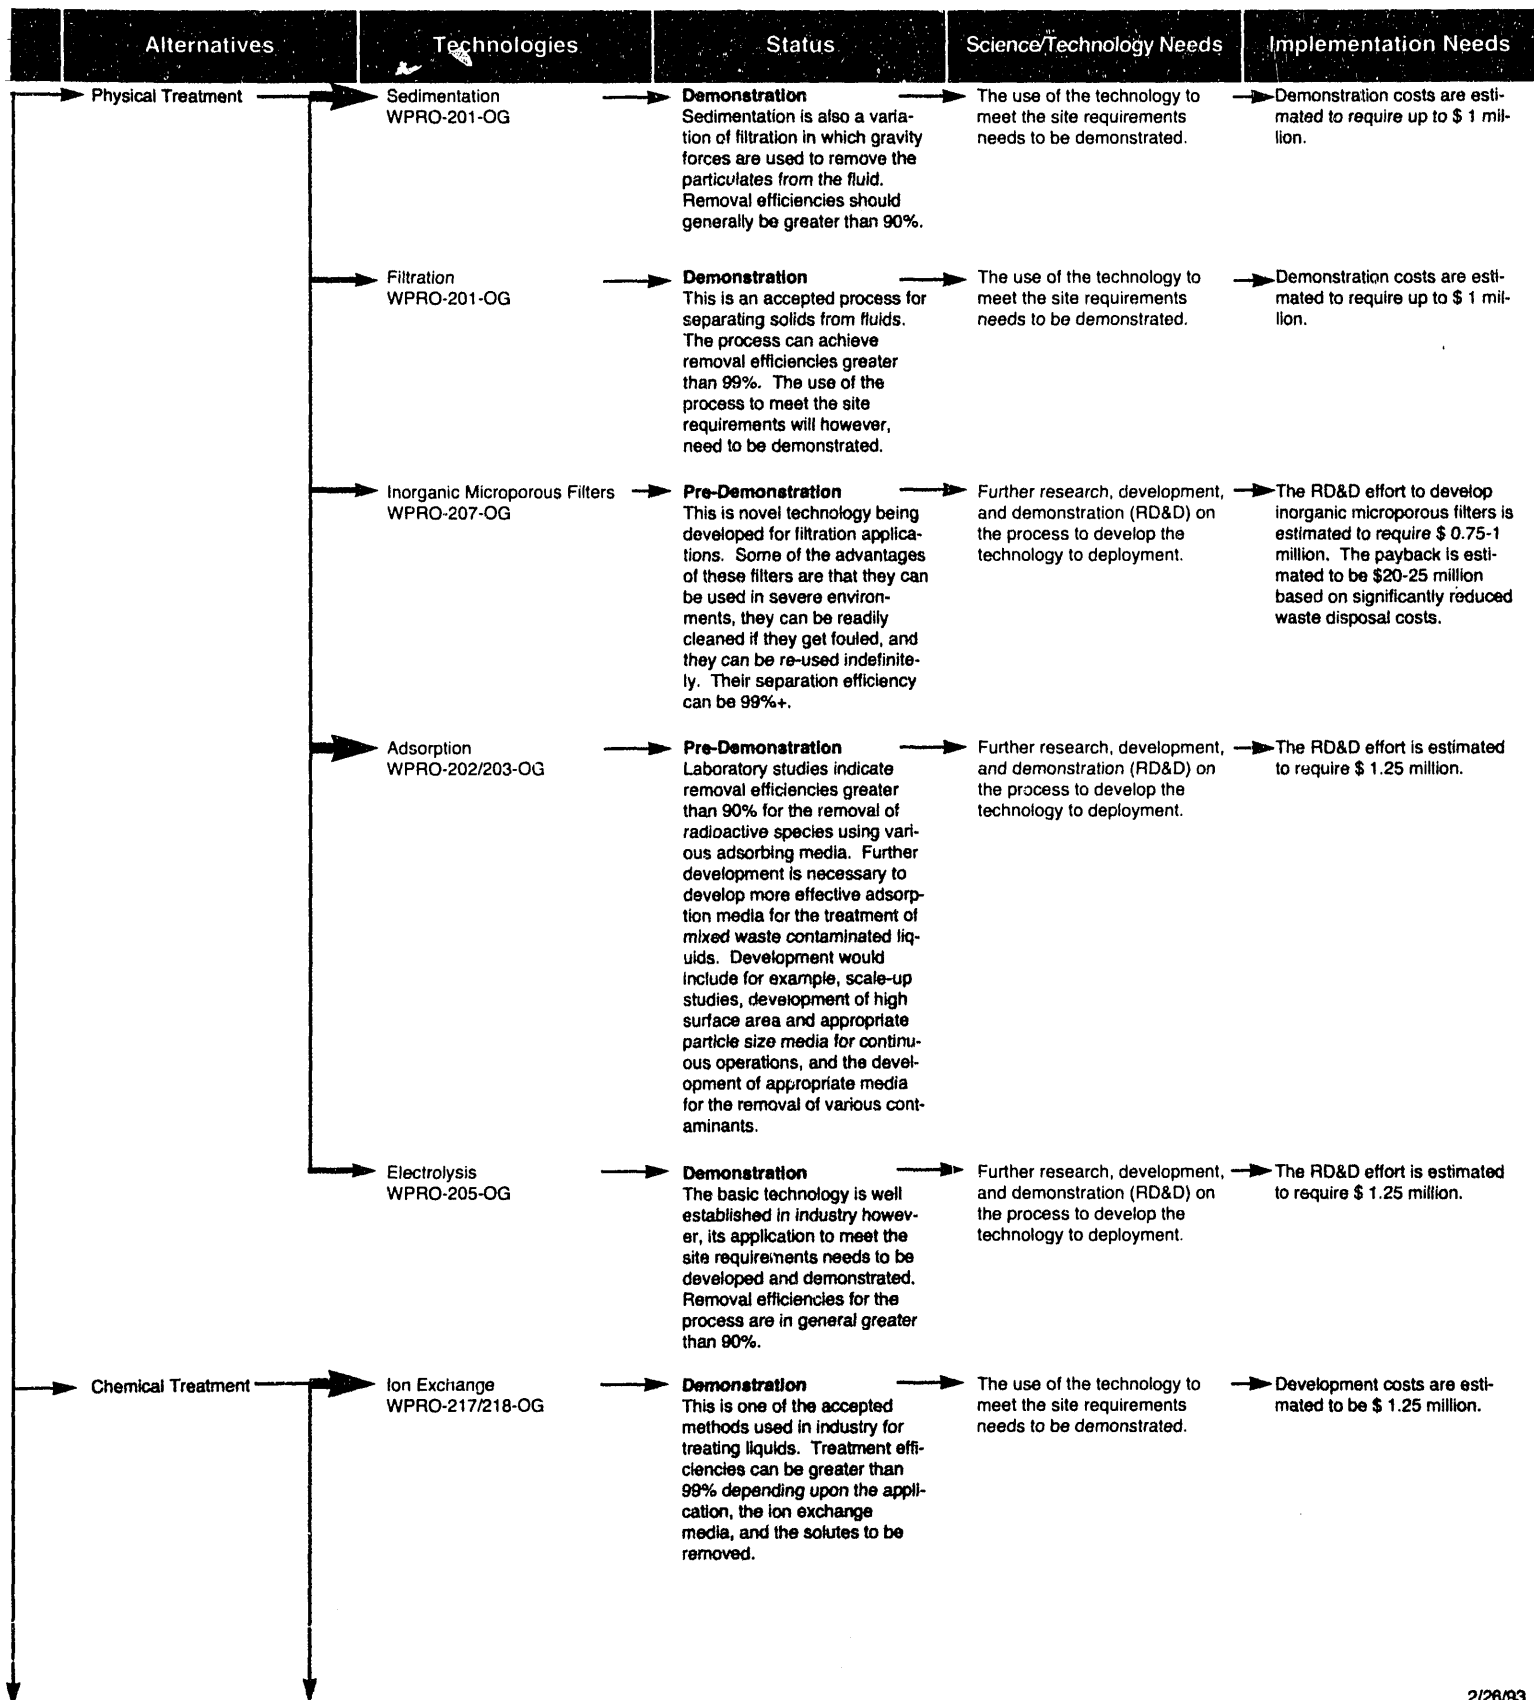 Alternatives
Technologies
Status
Science/Technology Needs
Implementation Needs
Physical Treatment
Sedimentation
WPRO-201-OG
Demonstration
Sedimentation is also a varia-
tion of filtration in which gravity
forces are used to remove the
particulates from the fluid.
Removal efficiencies should
generally be greater than 90%.
The use of the technology to
meet the site requirements
needs to be demonstrated.
Demonstration costs are esti-
mated to require up to $ 1 mil-
lion.
Filtration
WPRO-201-OG
Demonstration
This is an accepted process for
separating solids from fluids.
The process can achieve
removal efficiencies greater
than 99%. The use of the
process to meet the site
requirements will however,
need to be demonstrated.
The use of the technology to
meet the site requirements
needs to be demonstrated.
Demonstration costs are esti-
mated to require up to $ 1 mil-
lion.
Inorganic Microporous Filters
WPRO-207-OG
Pre-Demonstration
This is novel technology being
developed for filtration applica-
tions. Some of the advantages
of these filters are that they can
be used in severe environ-
ments, they can be readily
cleaned if they get fouled, and
they can be re-used indefinite-
ly. Their separation efficiency
can be 99%+.
Further research, development,
and demonstration (RD&D) on
the process to develop the
technology to deployment.
The RD&D effort to develop
inorganic microporous filters is
estimated to require $ 0.75-1
million. The payback is esti-
mated to be $20-25 million
based on significantly reduced
waste disposal costs.
Adsorption
WPRO-202/203-OG
Pre-Demonstration
Laboratory studies indicate
removal efficiencies greater
than 90% for the removal of
radioactive species using vari-
ous adsorbing media. Further
development is necessary to
develop more effective adsorp-
tion media for the treatment of
mixed waste contaminated liq-
uids. Development would
include for example, scale-up
studies, development of high
surface area and appropriate
particle size media for continu-
ous operations, and the devel-
opment of appropriate media
for the removal of various cont-
aminants.
Further research, development,
and demonstration (RD&D) on
the process to develop the
technology to deployment.
The RD&D effort is estimated
to require $ 1.25 million.
Electrolysis
WPRO-205-OG
Demonstration
The basic technology is well
established in industry howev-
er, its application to meet the
site requirements needs to be
developed and demonstrated.
Removal efficiencies for the
process are in general greater
than 90%.
Further research, development,
and demonstration (RD&D) on
the process to develop the
technology to deployment.
The RD&D effort is estimated
to require $ 1.25 million.
Chemical Treatment
Ion Exchange
WPRO-217/218-OG
Demonstration
This is one of the accepted
methods used in industry for
treating liquids. Treatment effi-
ciencies can be greater than
99% depending upon the appli-
cation, the ion exchange
media, and the solutes to be
removed.
The use of the technology to
meet the site requirements
needs to be demonstrated.
Development costs are esti-
mated to be $ 1.25 million.
2/26/93